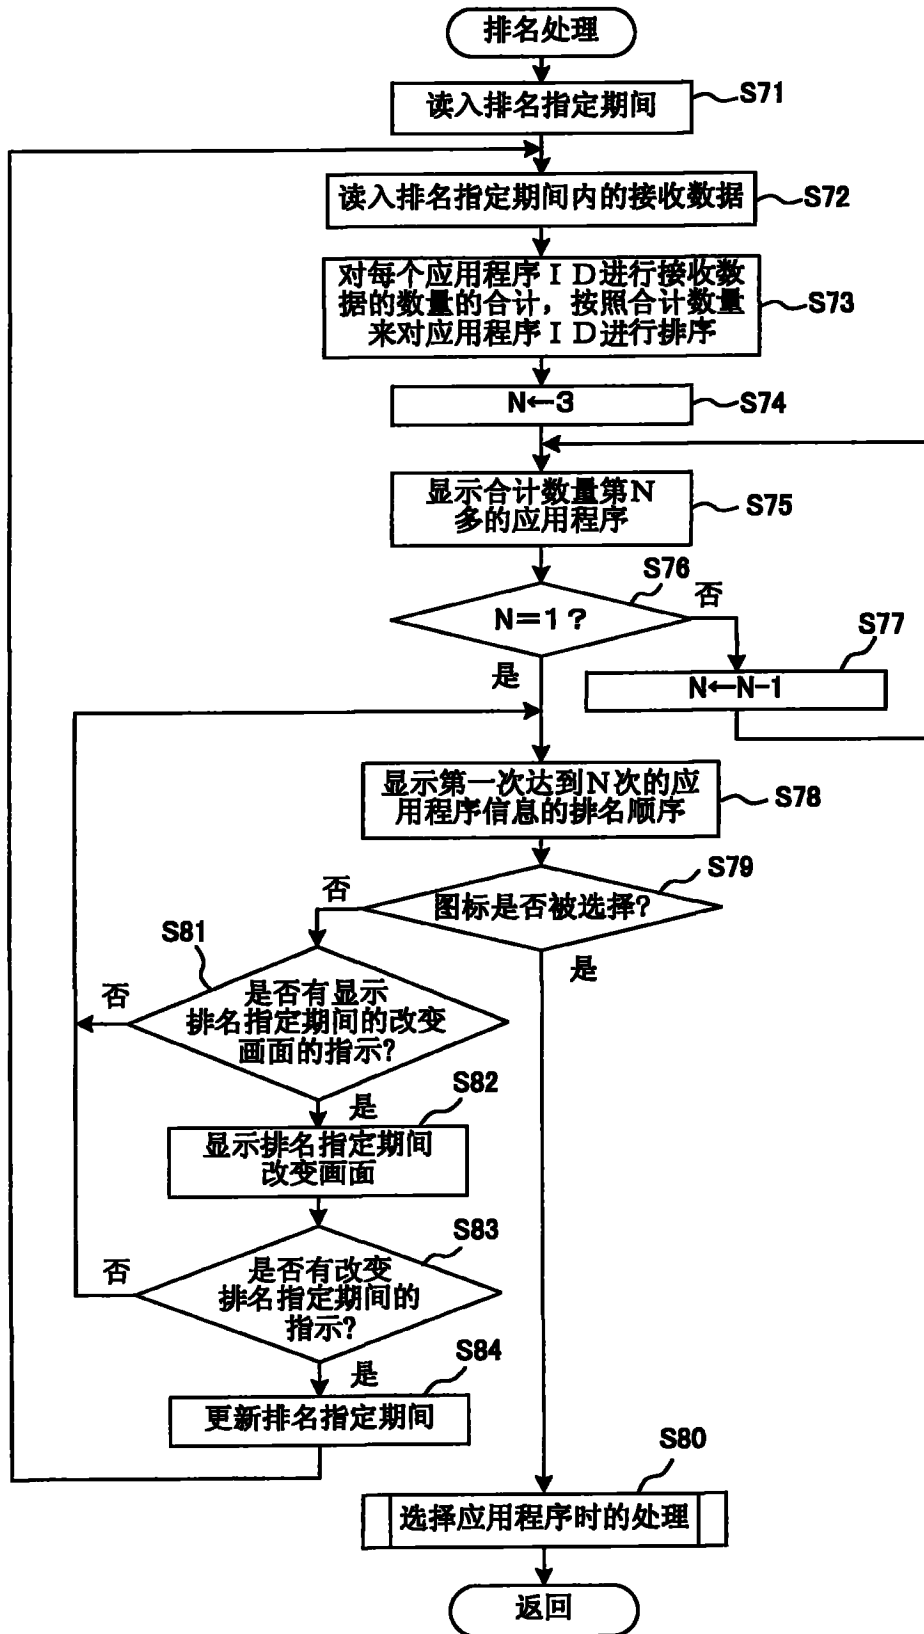 排名处理
读入排名指定期间
S71
读入排名指定期间内的接收数据
S72
对每个应用程序ＩＤ进行接收数
据的数量的合计，按照合计数量
来对应用程序ＩＤ进行排序
S73
N←3
S74
显示合计数量第N
多的应用程序
S75
S76
N＝1？
否
是
S77
N←N-1
显示第一次达到N次的应
用程序信息的排名顺序
S78
S79
图标是否被选择?
否
是
S81
是否有显示
排名指定期间的改变
画面的指示?
否
是
S82
显示排名指定期间
改变画面
S83
是否有改变
排名指定期间的
指示?
否
是
S84
更新排名指定期间
S80
选择应用程序时的处理
返回